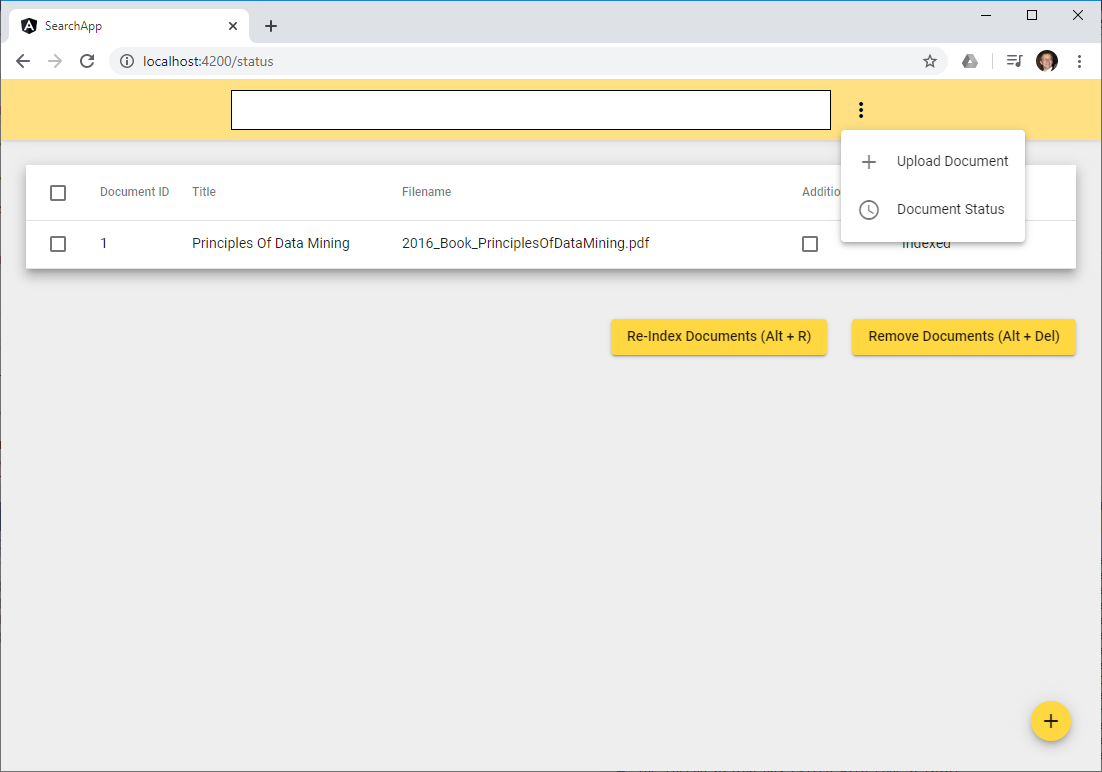 SearchApp
localhost:4200/status
Upload Document
Document Status
Document ID Title Filename Additio
1 Principles Of Data Mining 2016_Book_PrinciplesOfDataMining.pdf Indexed
Re-Index Documents (Alt + R) Remove Documents (Alt + Del)